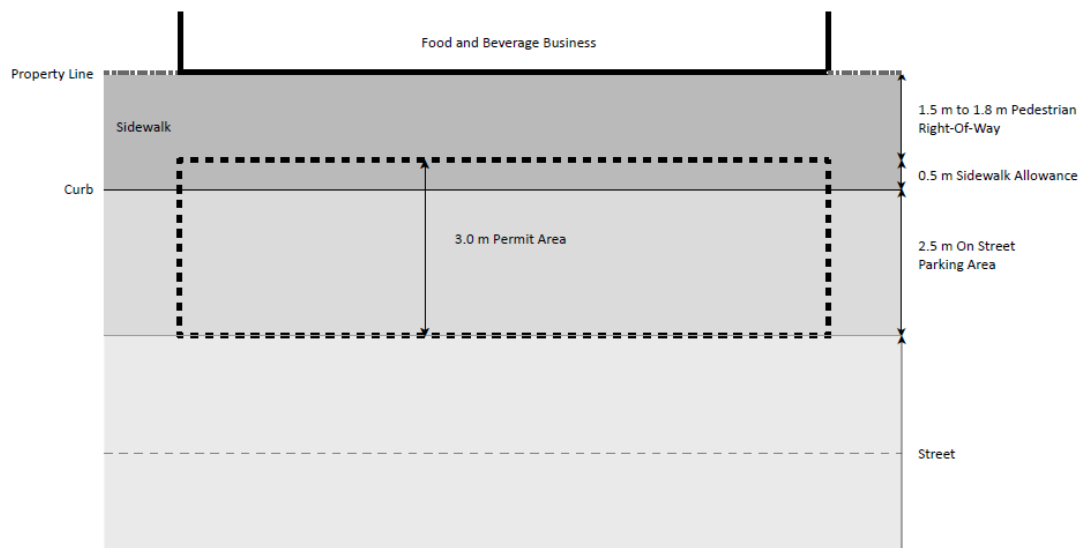 Food and Beverage Business
Property Line
1.5 m to 1.8 m Pedestrian
Right-Of-Way
Sidewalk
0.5 m Sidewalk Allowance
Curb
3.0 m Permit Area
2.5 m On Street
Parking Area
Street